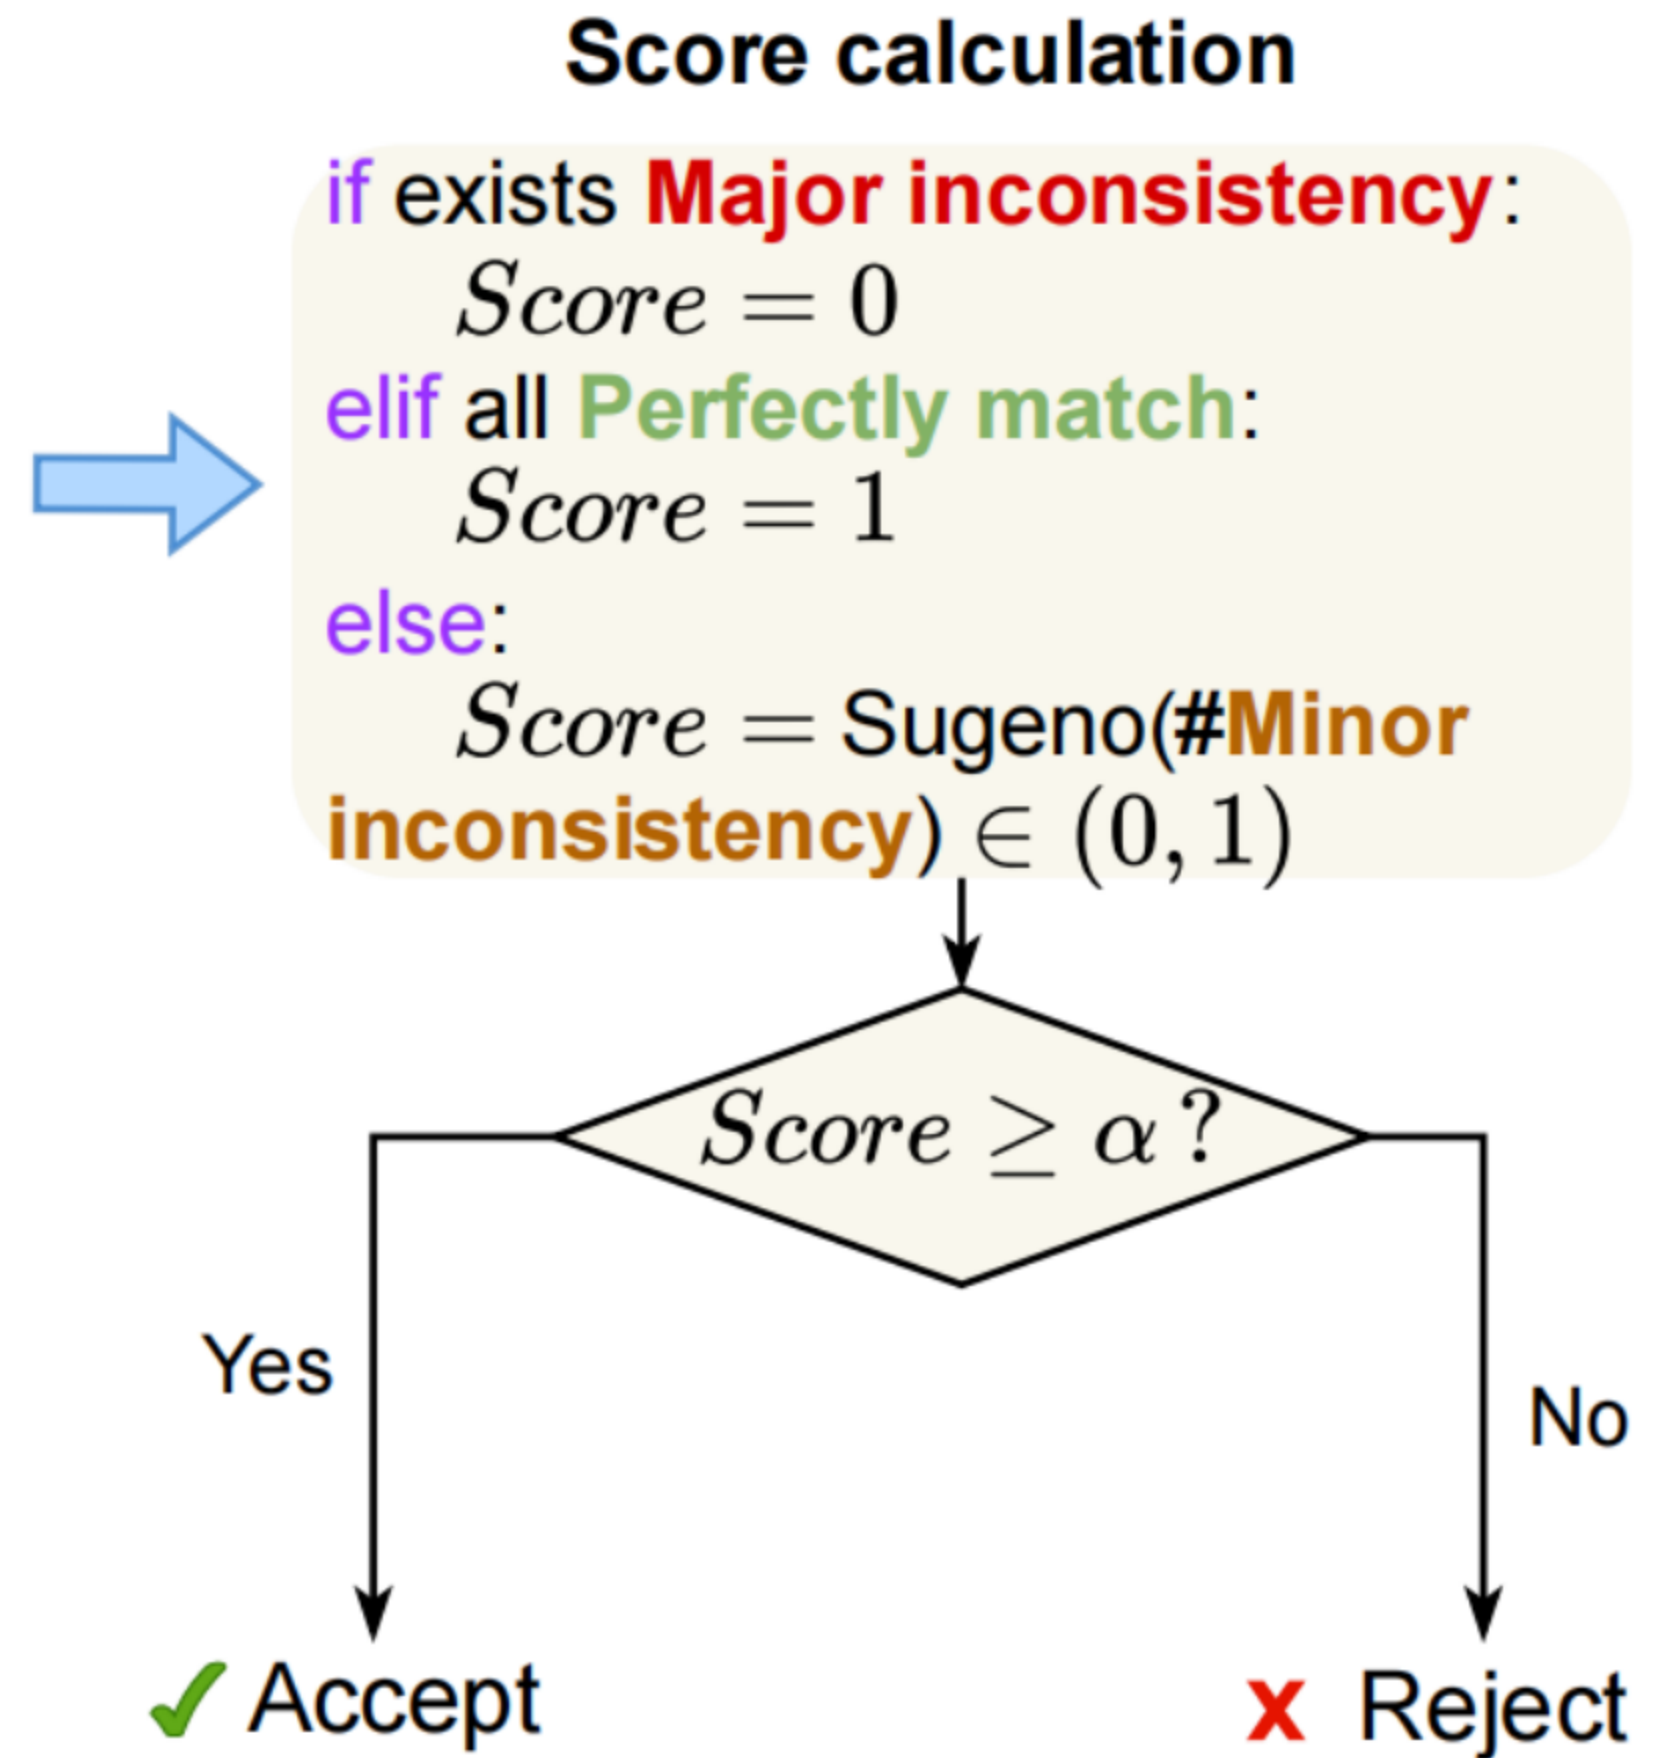 Score calculation
if exists Major inconsistency:
Score = 0
elif all Perfectly match:
Score = 1
else:
Score = Sugeno(#Minor
inconsistency) ∈ (0, 1)
Score ≥ α ?
Yes
No
Accept
x Reject